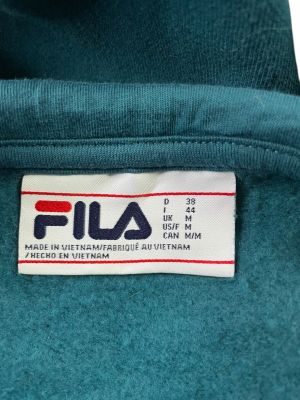 FILA
D 38
I 44
UK M
US/F M
CAN M/M
MADE IN VIETNAM/FABRIQUÉ AU VIETNAM
/HECHO EN VIETNAM